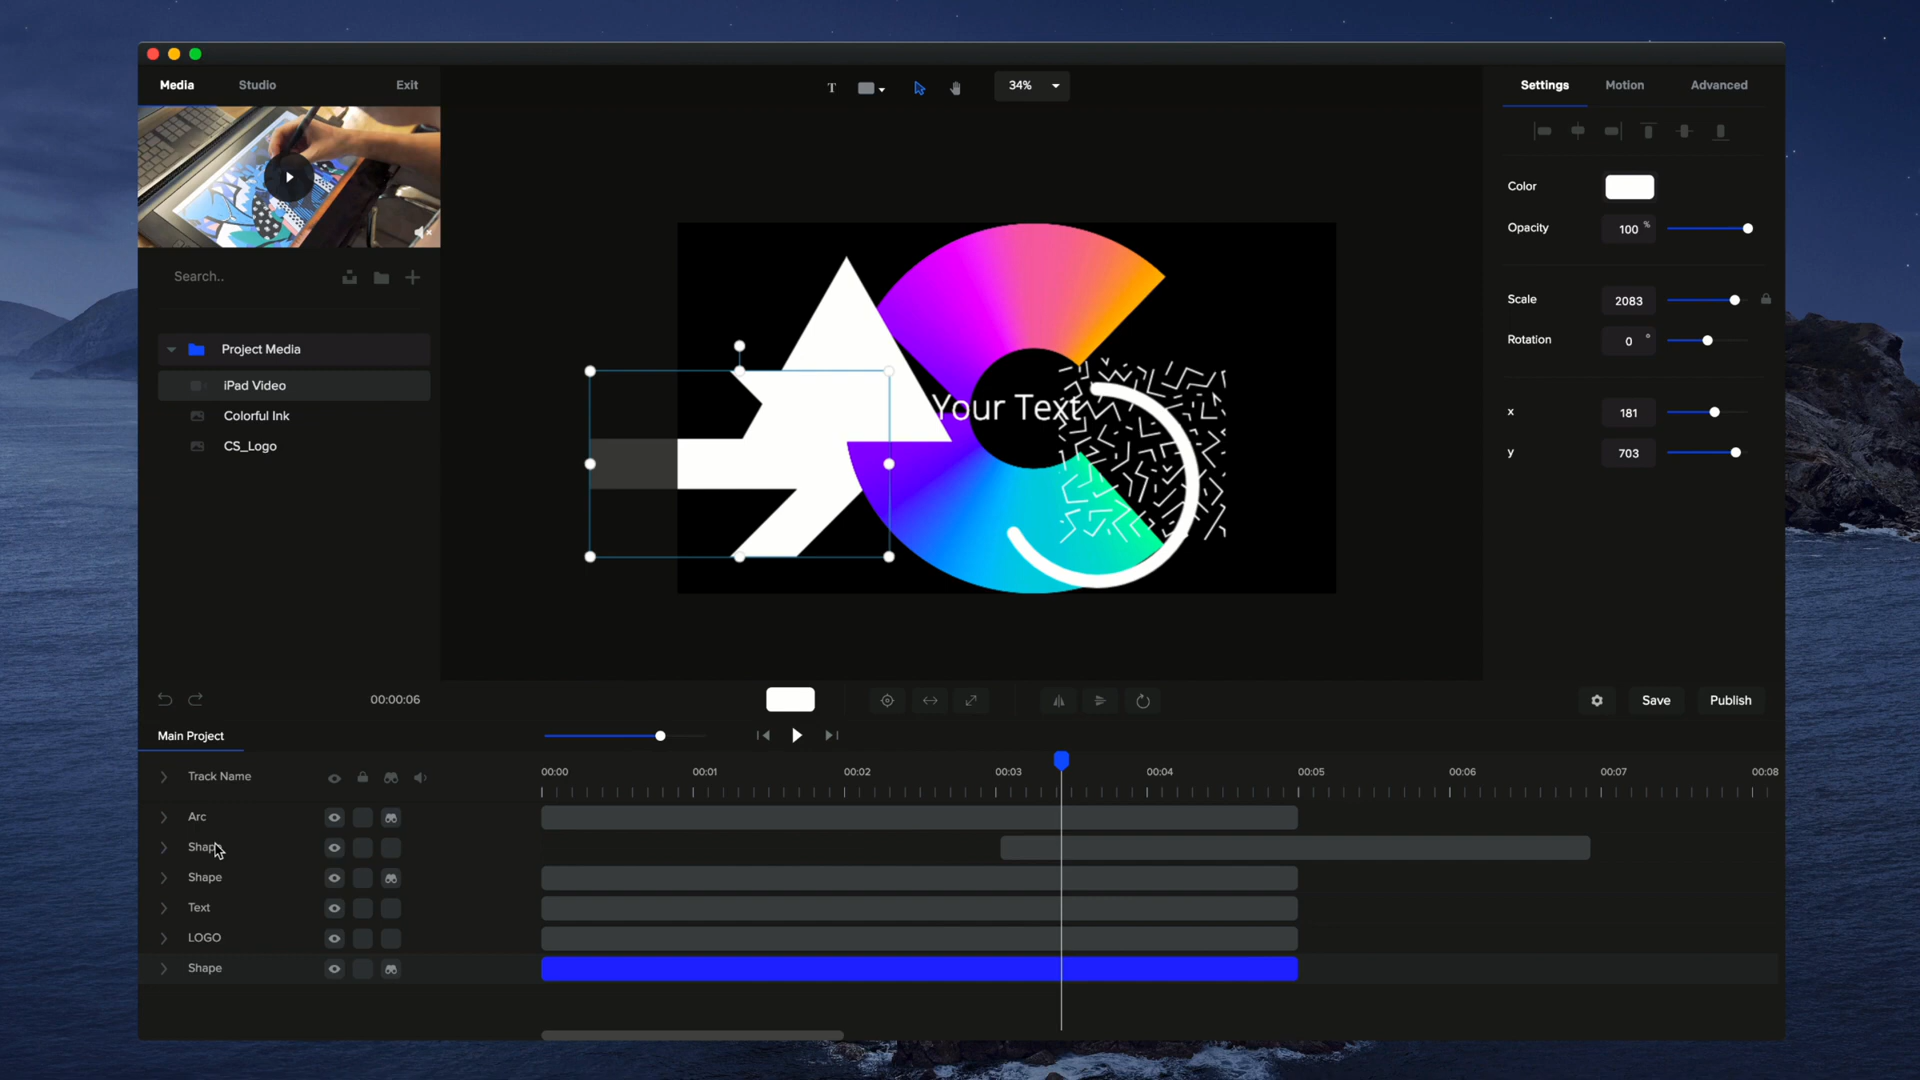 Media Studio Exit
T 34%
Settings Motion Advanced
Search..
Project Media
iPad Video
Colorful Ink
CS_Logo
Your Text
Color
Opacity 100 %
Scale 2083
Rotation 0 °
x 181
y 703
00:00:06
Save Publish
Main Project
Track Name
00:00 00:01 00:02 00:03 00:04 00:05 00:06 00:07 00:08
Arc
Shape
Shape
Text
LOGO
Shape